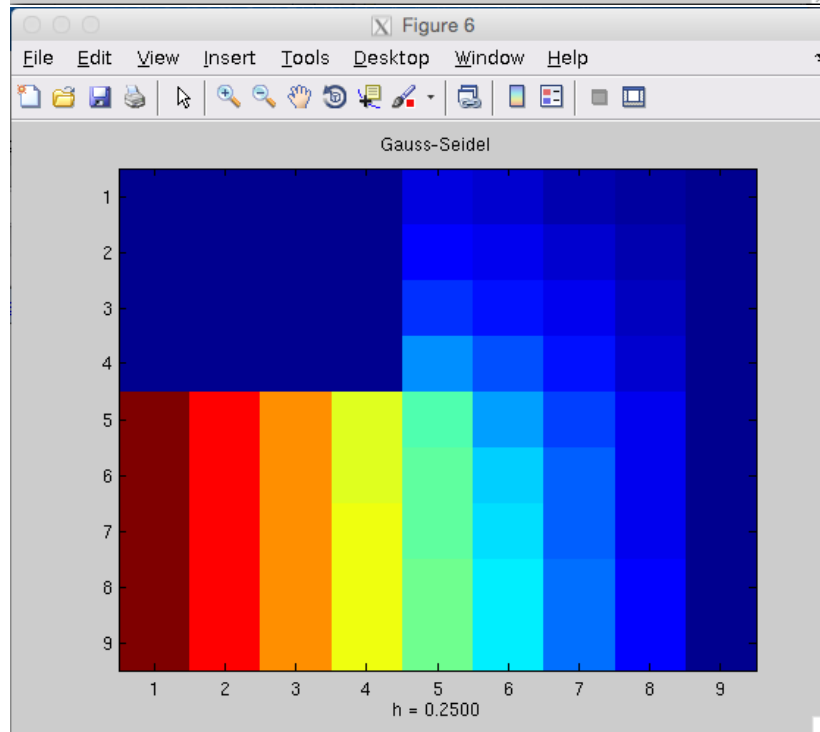 Figure 6
File Edit View Insert Tools Desktop Window Help
Gauss-Seidel
1
2
3
4
5
6
7
8
9
1 2 3 4 5 6 7 8 9
h = 0.2500